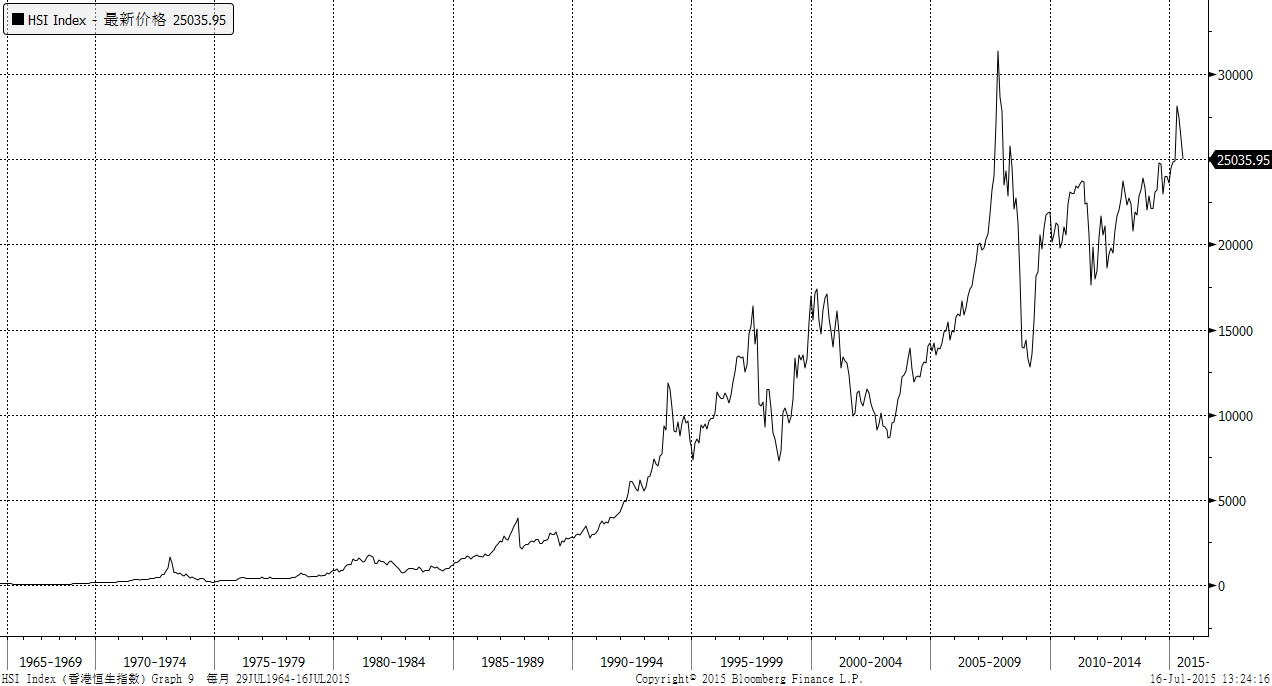 HSI Index - 最新价格 25035.95
30000
25035.95
20000
15000
10000
5000
0
1965-1969 1970-1974 1975-1979 1980-1984 1985-1989 1990-1994 1995-1999 2000-2004 2005-2009 2010-2014 2015-
HSI Index (香港恒生指数) Graph 9 每月 29JUL1964-16JUL2015 Copyright© 2015 Bloomberg Finance L.P. 16-Jul-2015 13:24:16